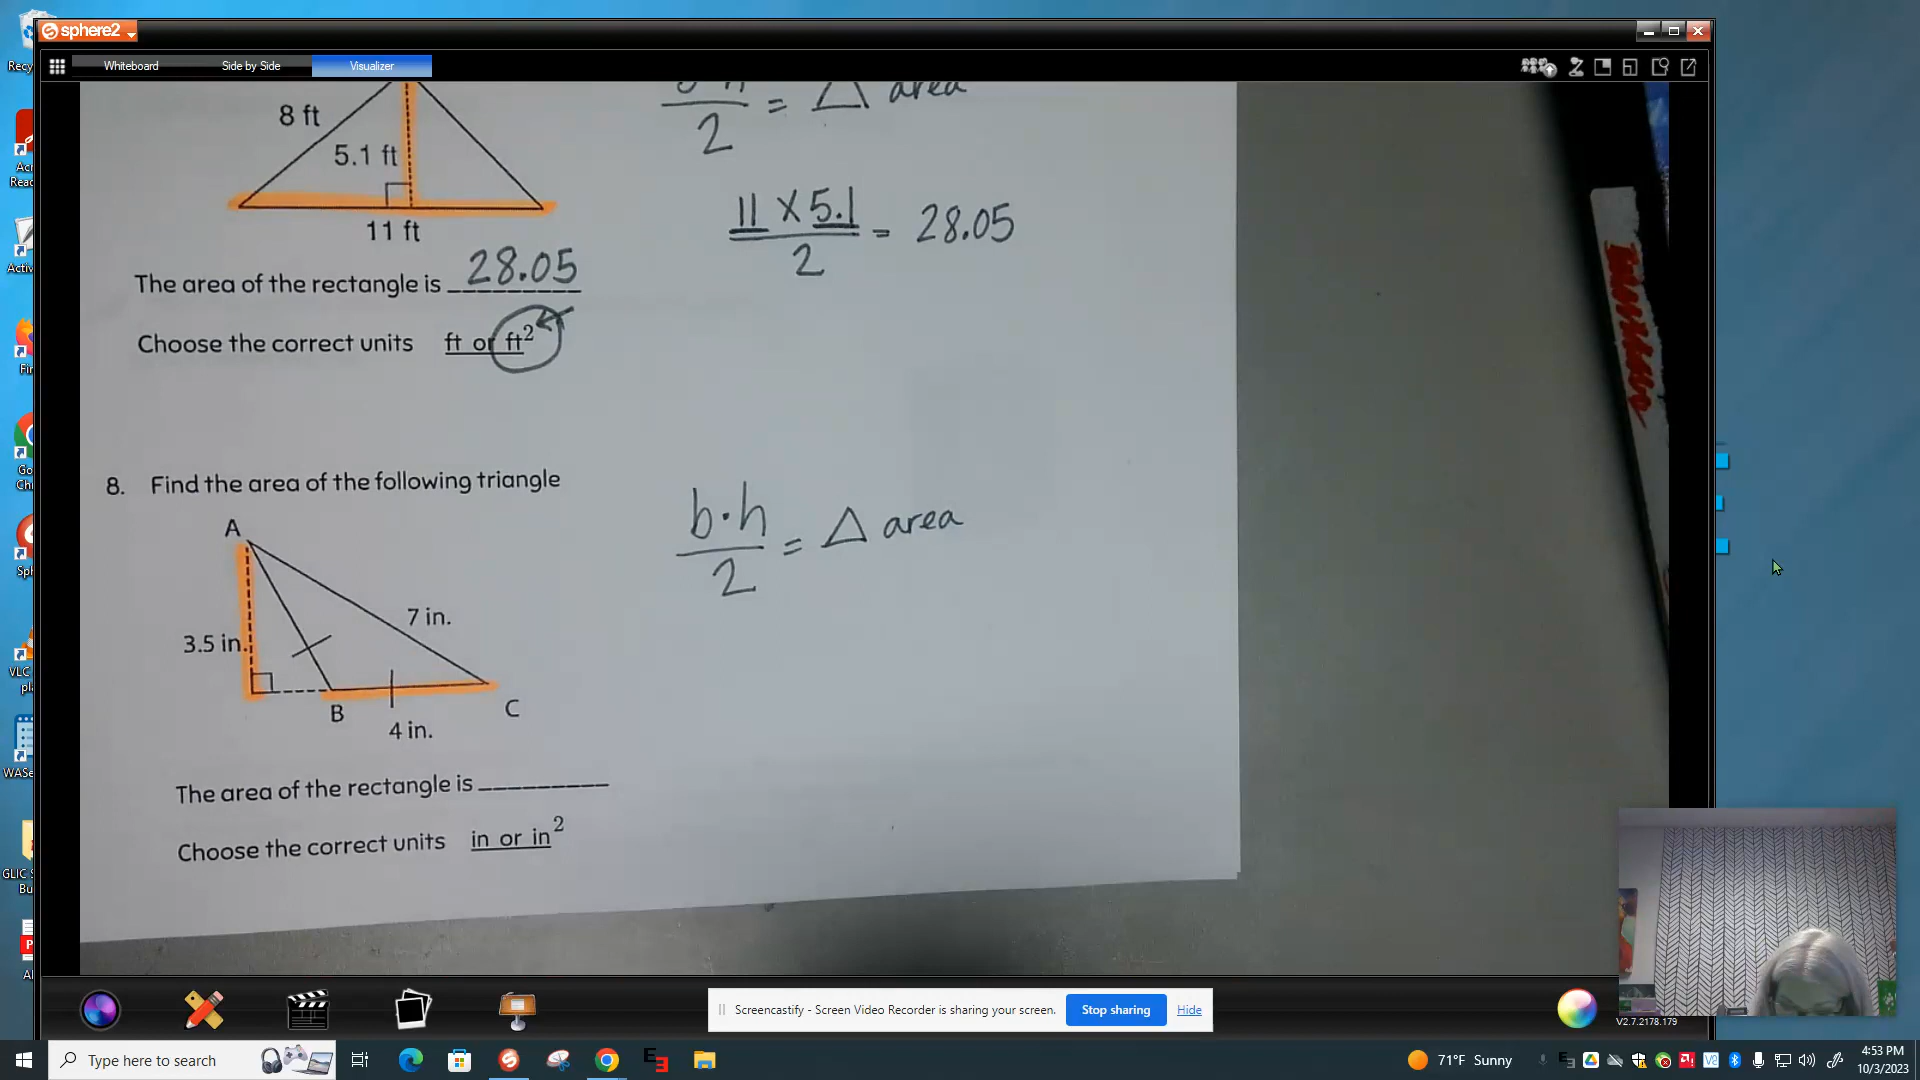 sphere2
Whiteboard Side by Side Visualizer
8 ft
5.1 ft
11 ft
2 = △ area
11 X 5.1
2
= 28.05
The area of the rectangle is 28.05
Choose the correct units ft or ft²
8. Find the area of the following triangle
b·h
2
= △ area
A
7 in.
3.5 in.
B
C
4 in.
The area of the rectangle is __________
Choose the correct units in or in²
Screencastify - Screen Video Recorder is sharing your screen. Stop sharing Hide
V2.7.2178.179
Type here to search
71°F Sunny
4:53 PM
10/3/2023